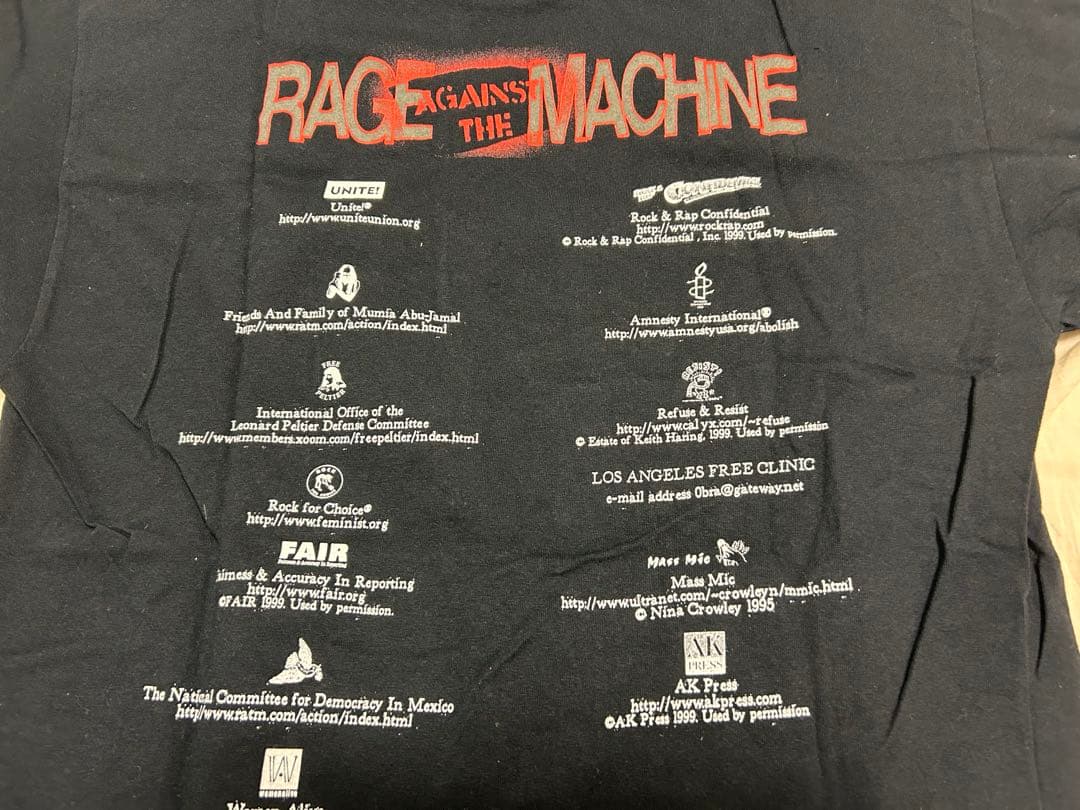 RAGE AGAINST THE MACHINE
UNITE!
Unite!®
http://www.uniteunion.org
Friends And Family of Mumia Abu-Jamal
http://www.ratm.com/action/index.html
FREE
PELTIER
International Office of the
Leonard Peltier Defense Committee
http://www.members.xoom.com/freepeltier/index.html
ROCK
FOR CHOICE
Rock for Choice®
http://www.feminist.org
FAIR
Fairness & Accuracy In Reporting
http://www.fair.org
©FAIR 1999. Used by permission.
The Natical Committee for Democracy In Mexico
http://www.ratm.com/action/index.html
Rock & Rap Confidential
http://www.rockrap.com
© Rock & Rap Confidential , Inc. 1999. Used by permission.
Amnesty International®
http://www.amnestyusa.org/abolish
Refuse & Resist
http://www.calyx.com/~refuse
© Estate of Keith Haring, 1999. Used by permission
LOS ANGELES FREE CLINIC
e-mail address 0bra@gateway.net
MASS MIC
Mass Mic
http://www.ultranet.com/~crowleyn/mmic.html
© Nina Crowley 1995
AK
PRESS
AK Press
http://www.akpress.com
©AK Press 1999. Used by permission